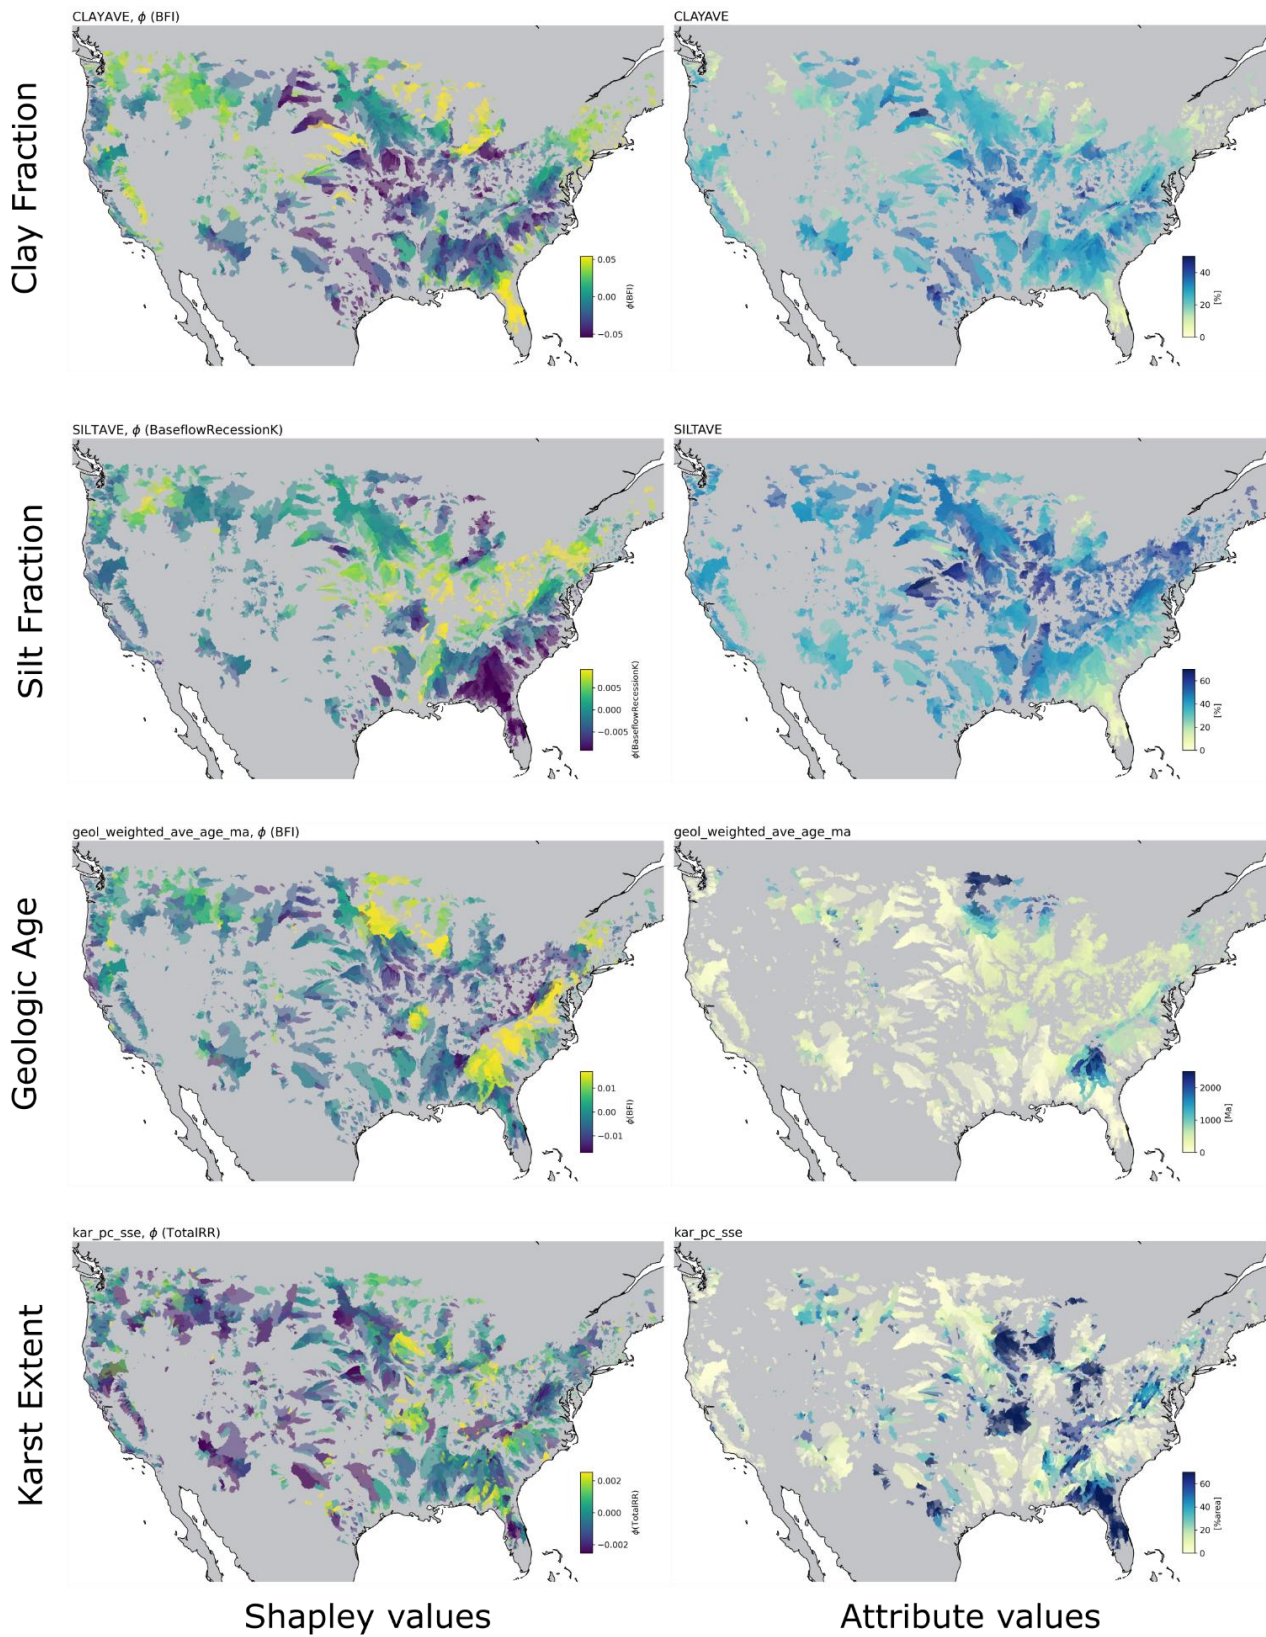 CLAYAVE, ϕ (BFI)
CLAYAVE
Clay Fraction
0.05
0.00
−0.05
ϕ(BFI)
40
20
0
[%]
SILTAVE, ϕ (BaseflowRecessionK)
SILTAVE
Silt Fraction
0.005
0.000
−0.005
ϕ(BaseflowRecessionK)
60
40
20
0
[%]
geol_weighted_ave_age_ma, ϕ (BFI)
geol_weighted_ave_age_ma
Geologic Age
0.01
0.00
−0.01
ϕ(BFI)
2000
1000
0
[Ma]
kar_pc_sse, ϕ (TotalRR)
kar_pc_sse
Karst Extent
0.002
0.000
−0.002
ϕ(TotalRR)
60
40
20
0
[%area]
Shapley values
Attribute values